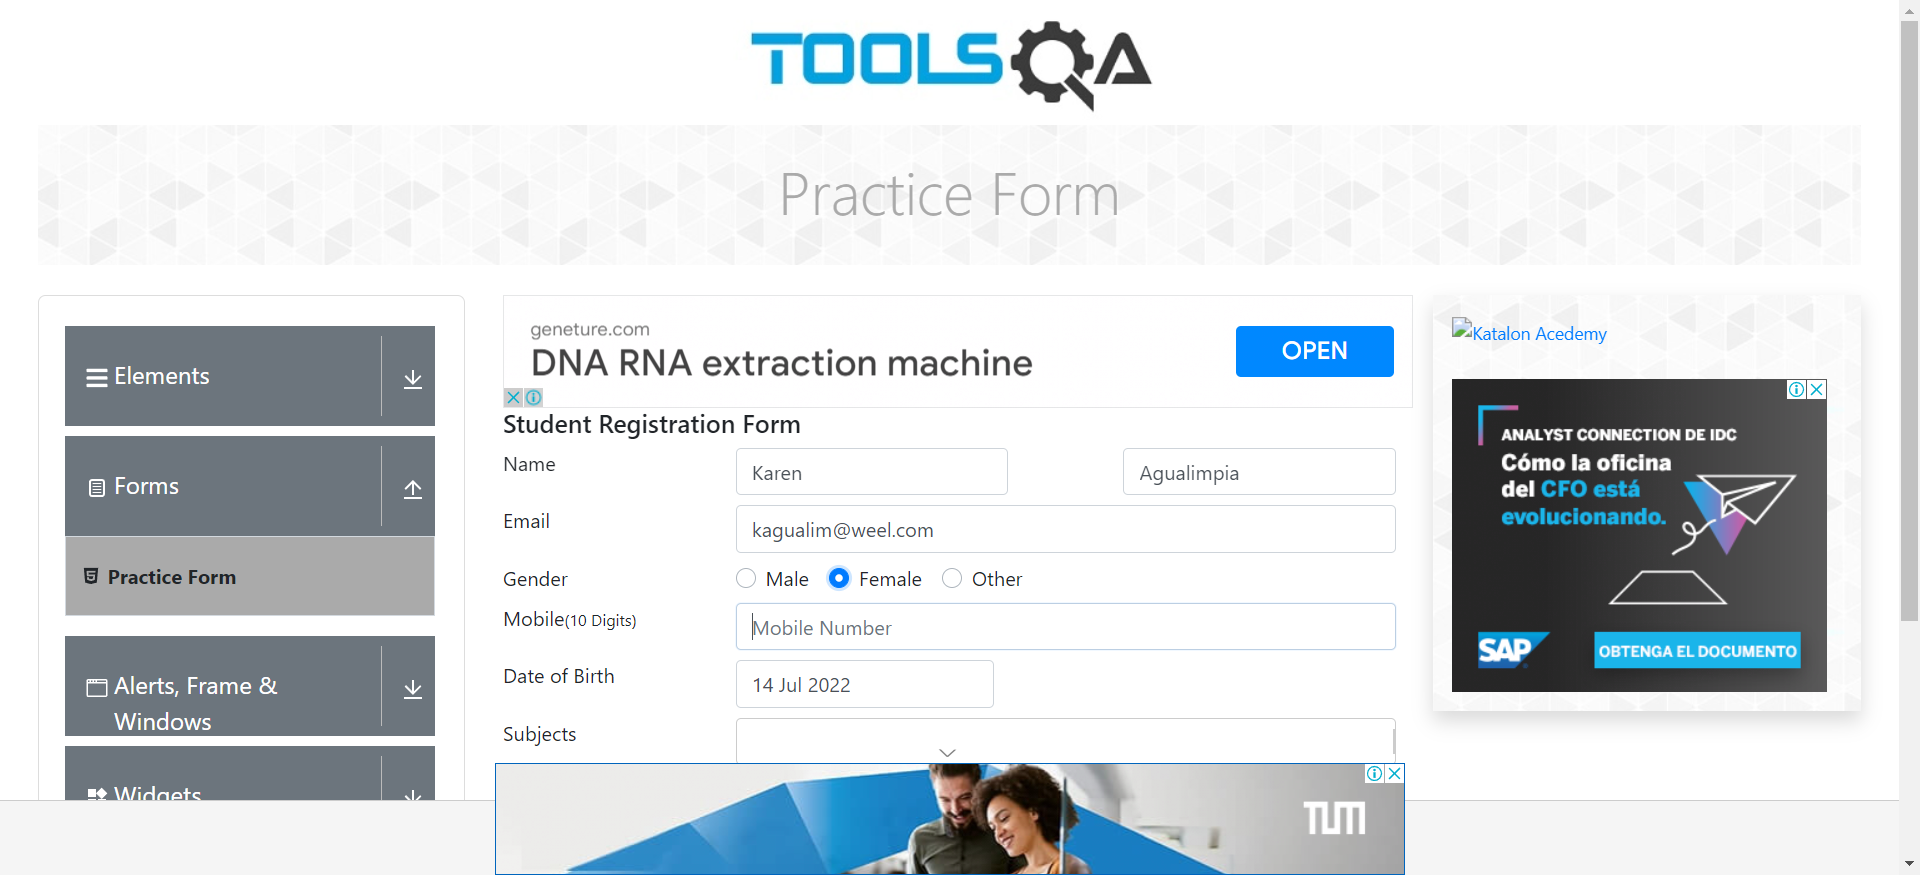 TOOLSQA
Practice Form
Elements
Forms
Practice Form
Alerts, Frame &
Windows
Widgets
geneture.com
DNA RNA extraction machine
OPEN
Student Registration Form
Name
Karen
Agualimpia
Email
kagualim@weel.com
Gender
Male
Female
Other
Mobile(10 Digits)
Mobile Number
Date of Birth
14 Jul 2022
Subjects
TUM
Katalon Acedemy
ANALYST CONNECTION DE IDC
Cómo la oficina
del CFO está
evolucionando.
SAP
OBTENGA EL DOCUMENTO